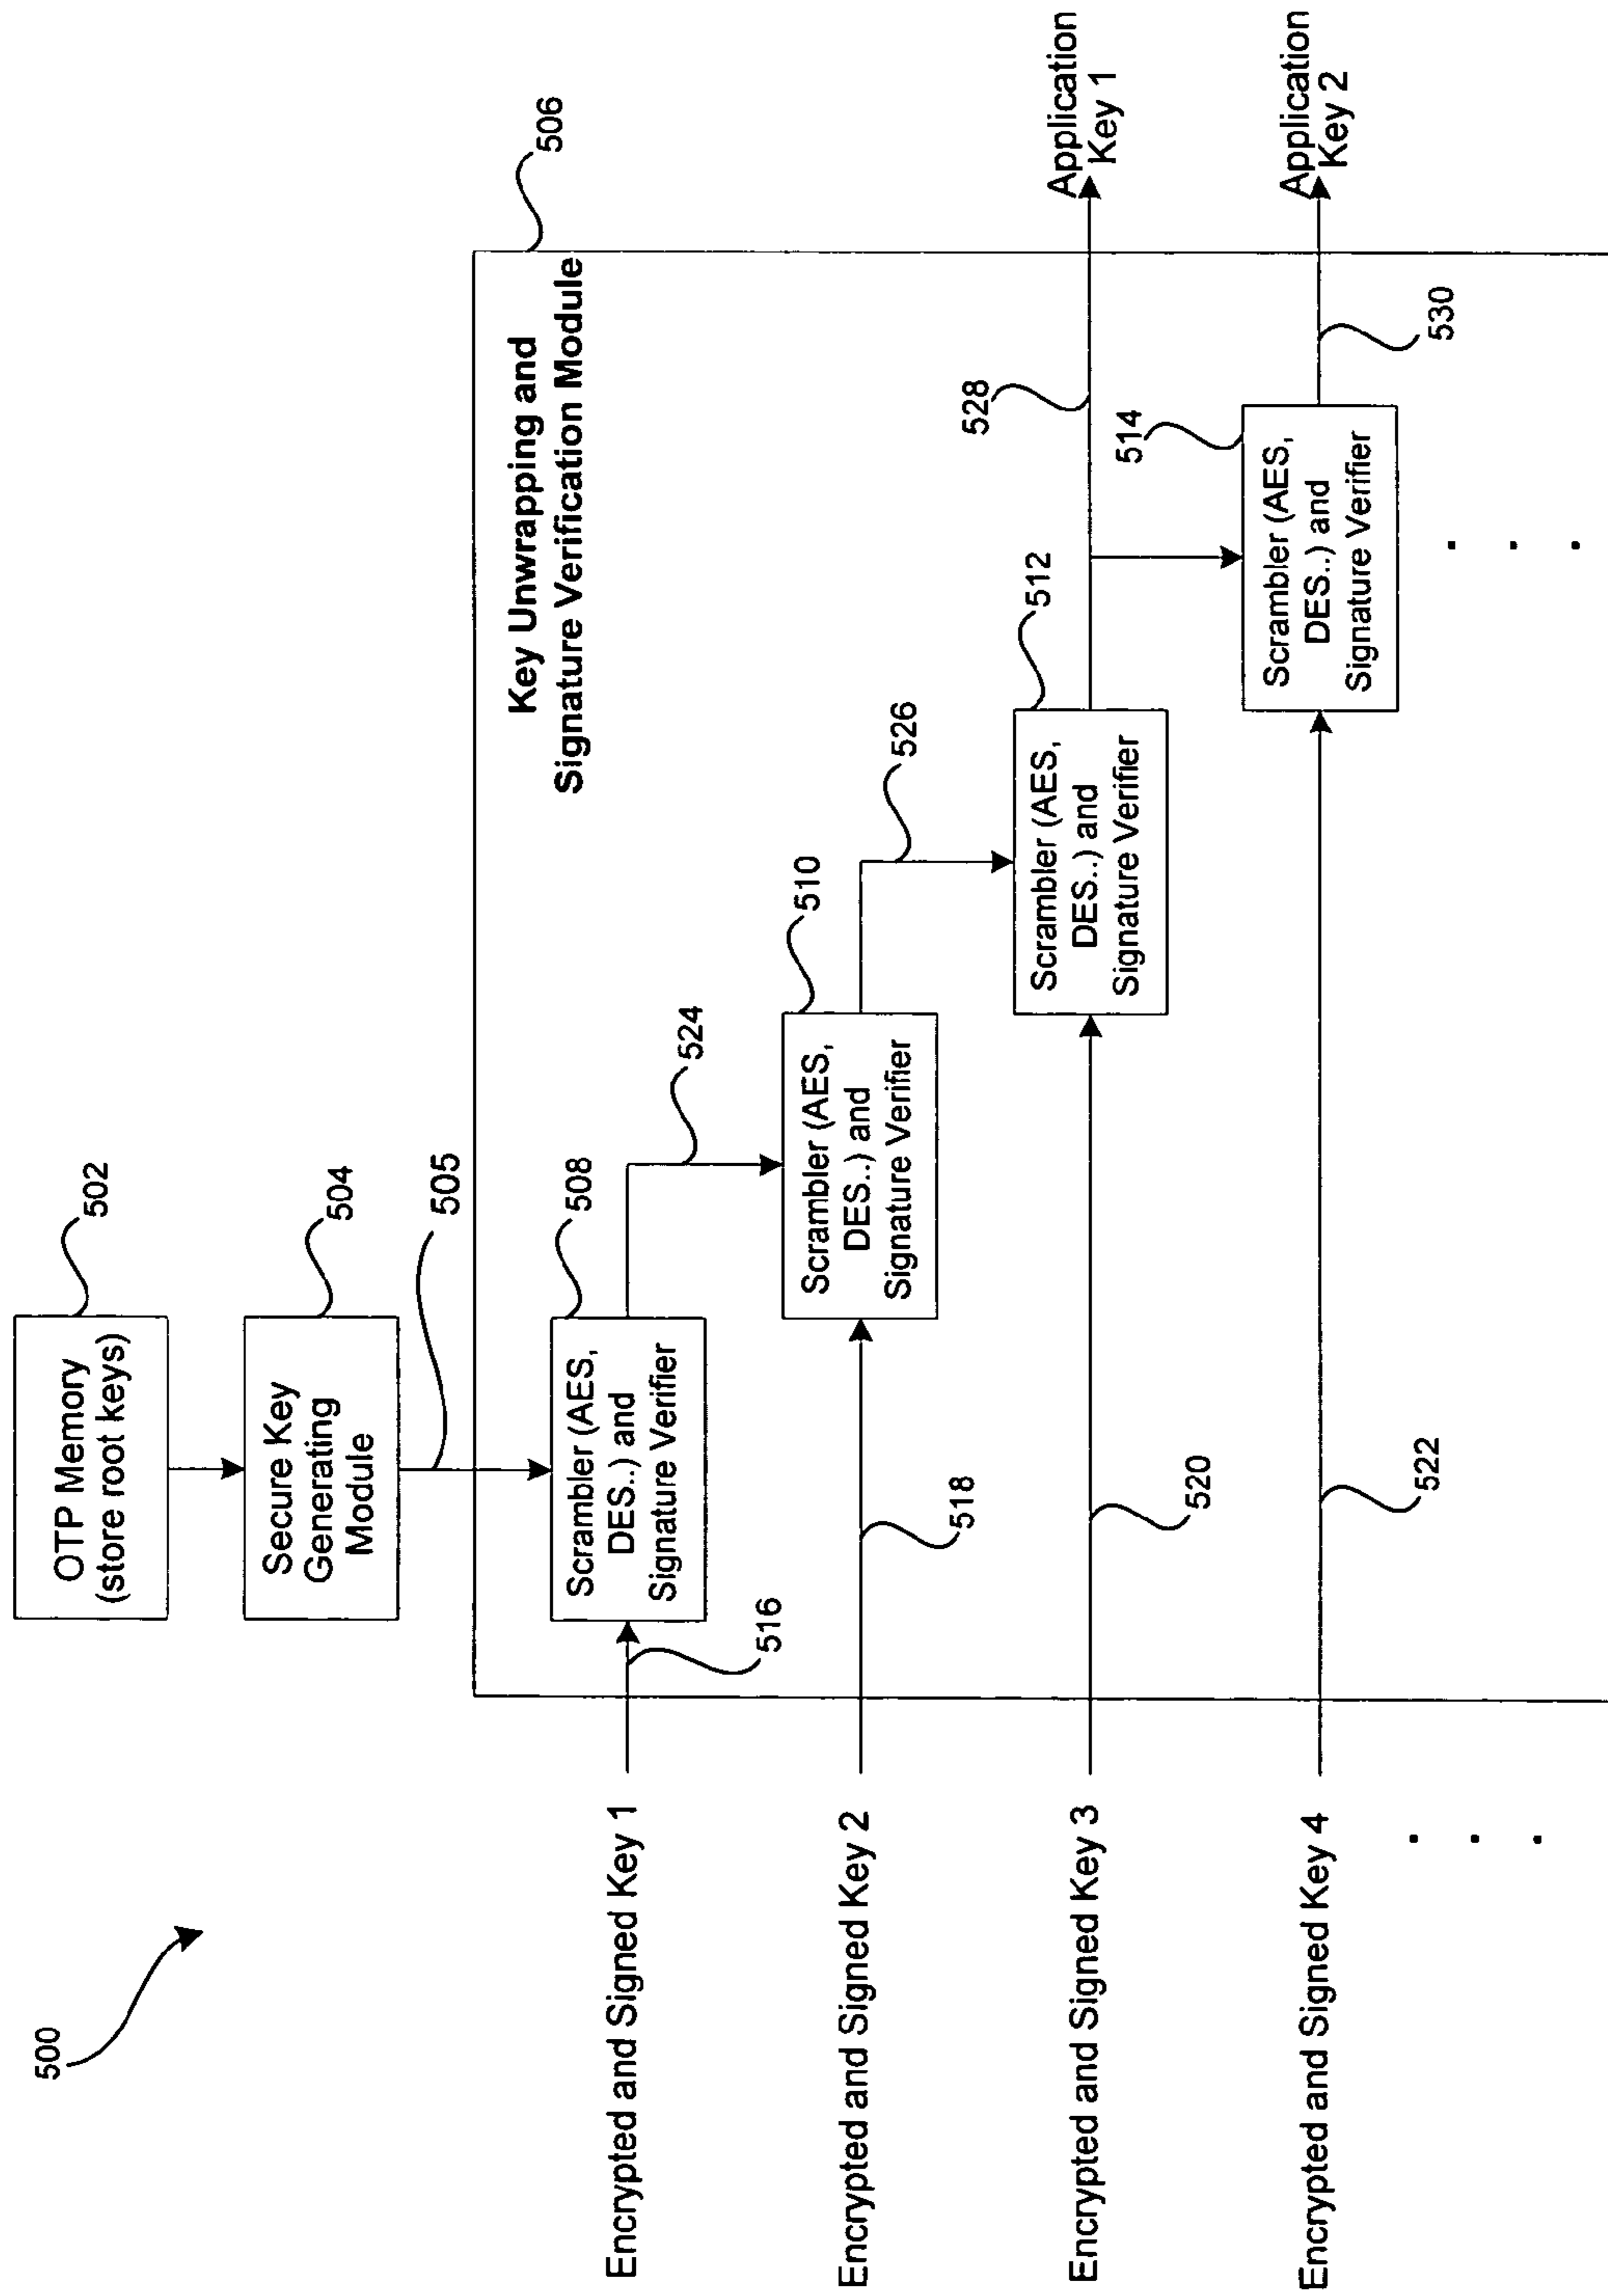 500
OTP Memory
(store root keys)
502
Secure Key
Generating
Module
504
505
506
Key Unwrapping and
Signature Verification Module
Encrypted and Signed Key 1
516
Scrambler (AES,
DES..) and
Signature Verifier
508
524
Encrypted and Signed Key 2
518
Scrambler (AES,
DES..) and
Signature Verifier
510
526
Encrypted and Signed Key 3
520
Scrambler (AES,
DES..) and
Signature Verifier
512
528
Application
Key 1
Encrypted and Signed Key 4
522
Scrambler (AES,
DES..) and
Signature Verifier
514
530
Application
Key 2
. . .
. . .